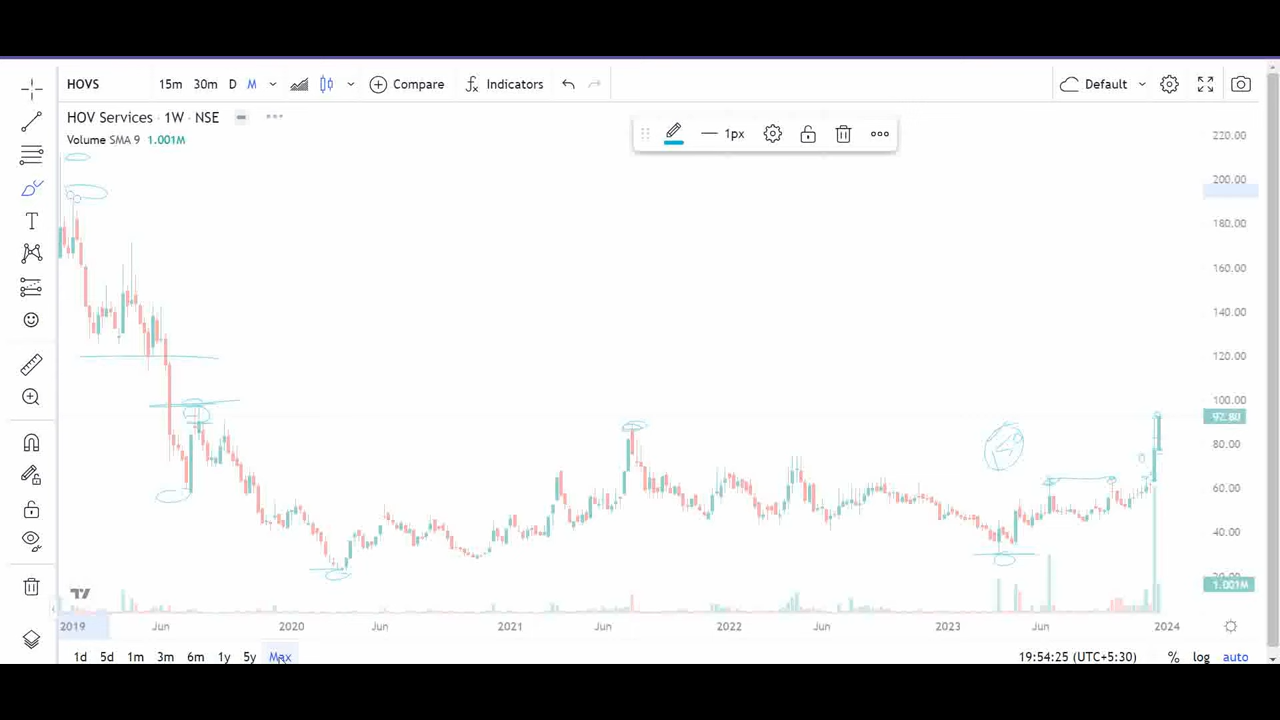 HOVS 15m 30m D M Compare Indicators Default
HOV Services · 1W · NSE
Volume SMA 9 1.001M
1px
220.00
200.00
180.00
160.00
140.00
120.00
100.00
92.80
80.00
60.00
40.00
20.00
1.001M
2019 Jun 2020 Jun 2021 Jun 2022 Jun 2023 Jun 2024
1d 5d 1m 3m 6m 1y 5y Max 19:54:25 (UTC+5:30) % log auto